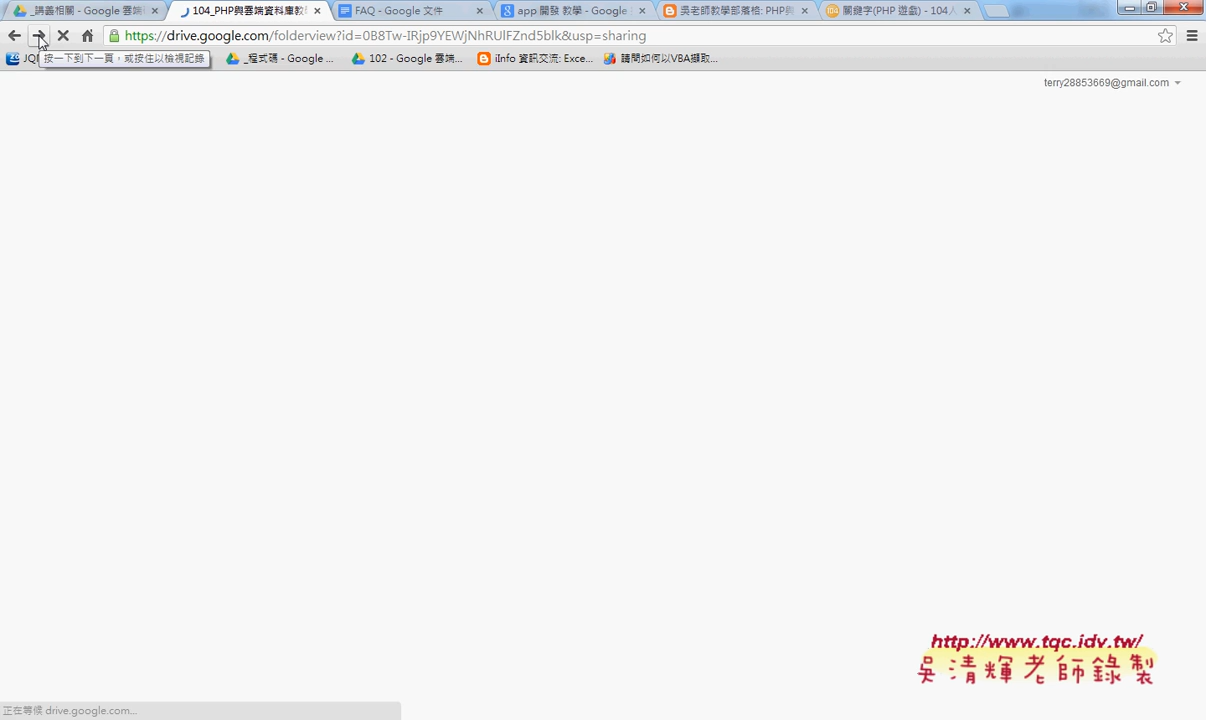 _講義相關 - Google 雲端
104_PHP與雲端資料庫教
FAQ - Google 文件
app 開發 教學 - Google
吳老師教學部落格: PHP與
關鍵字(PHP 遊戲) - 104人
https://drive.google.com/folderview?id=0B8Tw-IRjp9YEWjNhRUlFZnd5blk&usp=sharing
JQ
按一下到下一頁，或按住以檢視記錄
_程式碼 - Google ...
102 - Google 雲端...
iInfo 資訊交流: Exce...
請問如何以VBA擷取...
terry28853669@gmail.com
http://www.tqc.idv.tw/
吳清輝老師錄製
正在等候 drive.google.com...